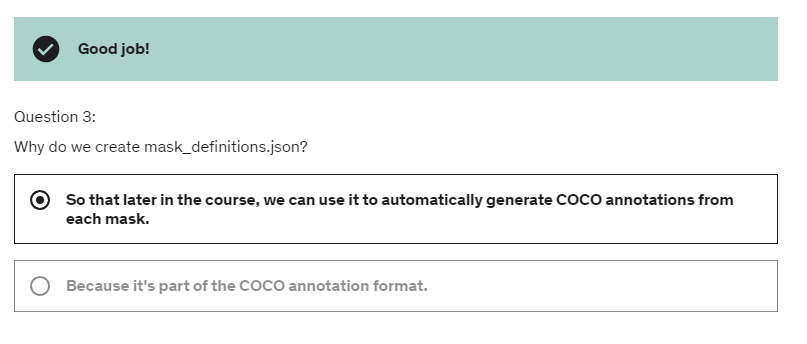 Good job!
Question 3:
Why do we create mask_definitions.json?
So that later in the course, we can use it to automatically generate COCO annotations from
each mask.
Because it's part of the COCO annotation format.